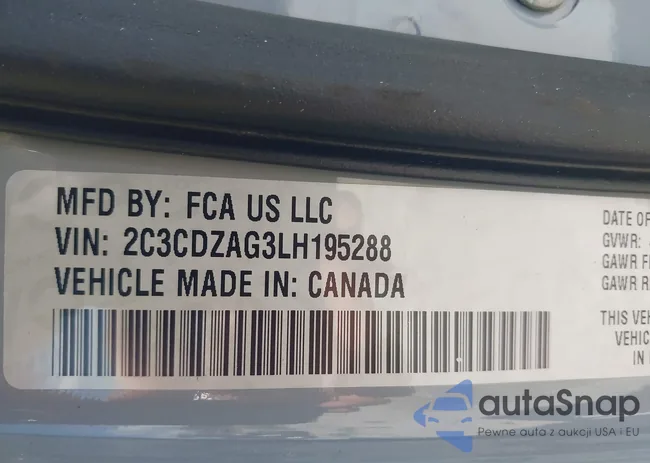 MFD BY: FCA US LLC
VIN: 2C3CDZAG3LH195288
VEHICLE MADE IN: CANADA
DATE OF
GVWR:
GAWR F
GAWR R
THIS VEH
VEHIC
IN
autaSnap
Pewne auta z aukcji USA i EU